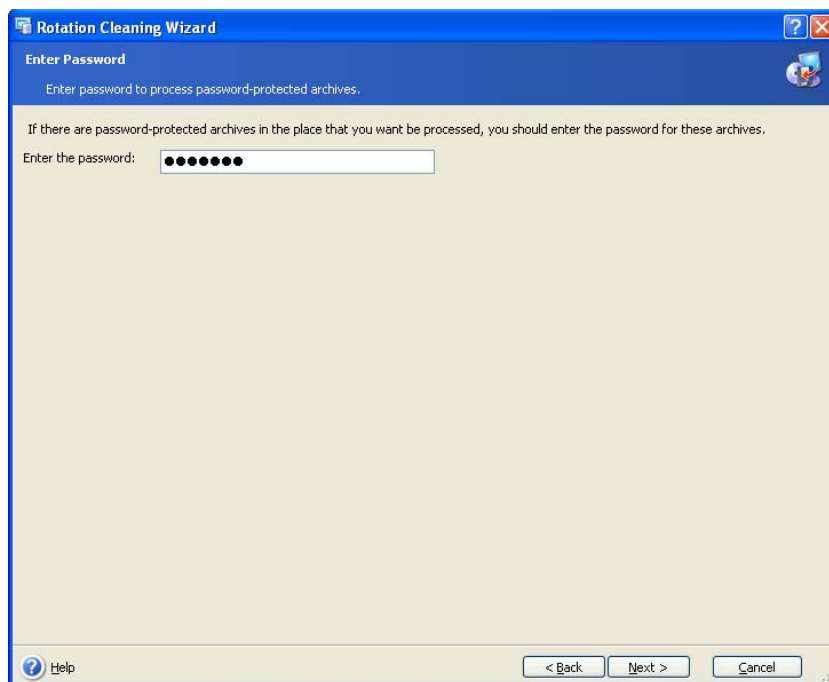 Rotation Cleaning Wizard
Enter Password
Enter password to process password-protected archives.
If there are password-protected archives in the place that you want be processed, you should enter the password for these archives.
Enter the password: ●●●●●●●
Help < Back Next > Cancel